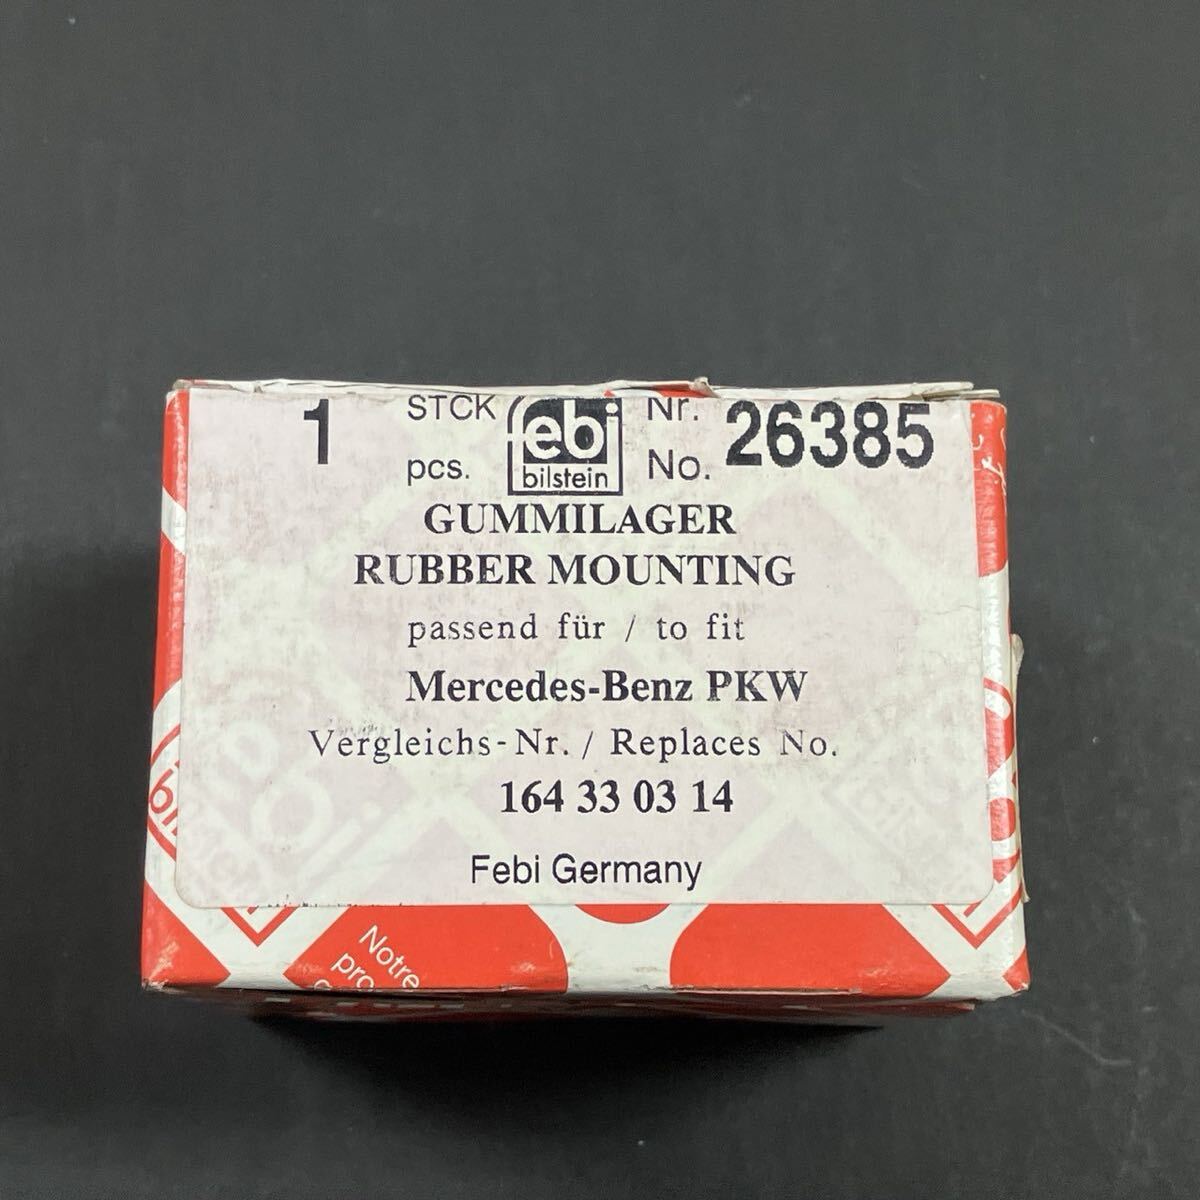 1 STCK febi Nr. 26385
pcs. bilstein No.
GUMMILAGER
RUBBER MOUNTING
passend für / to fit
Mercedes-Benz PKW
Vergleichs-Nr. / Replaces No.
164 33 03 14
Febi Germany
Notre